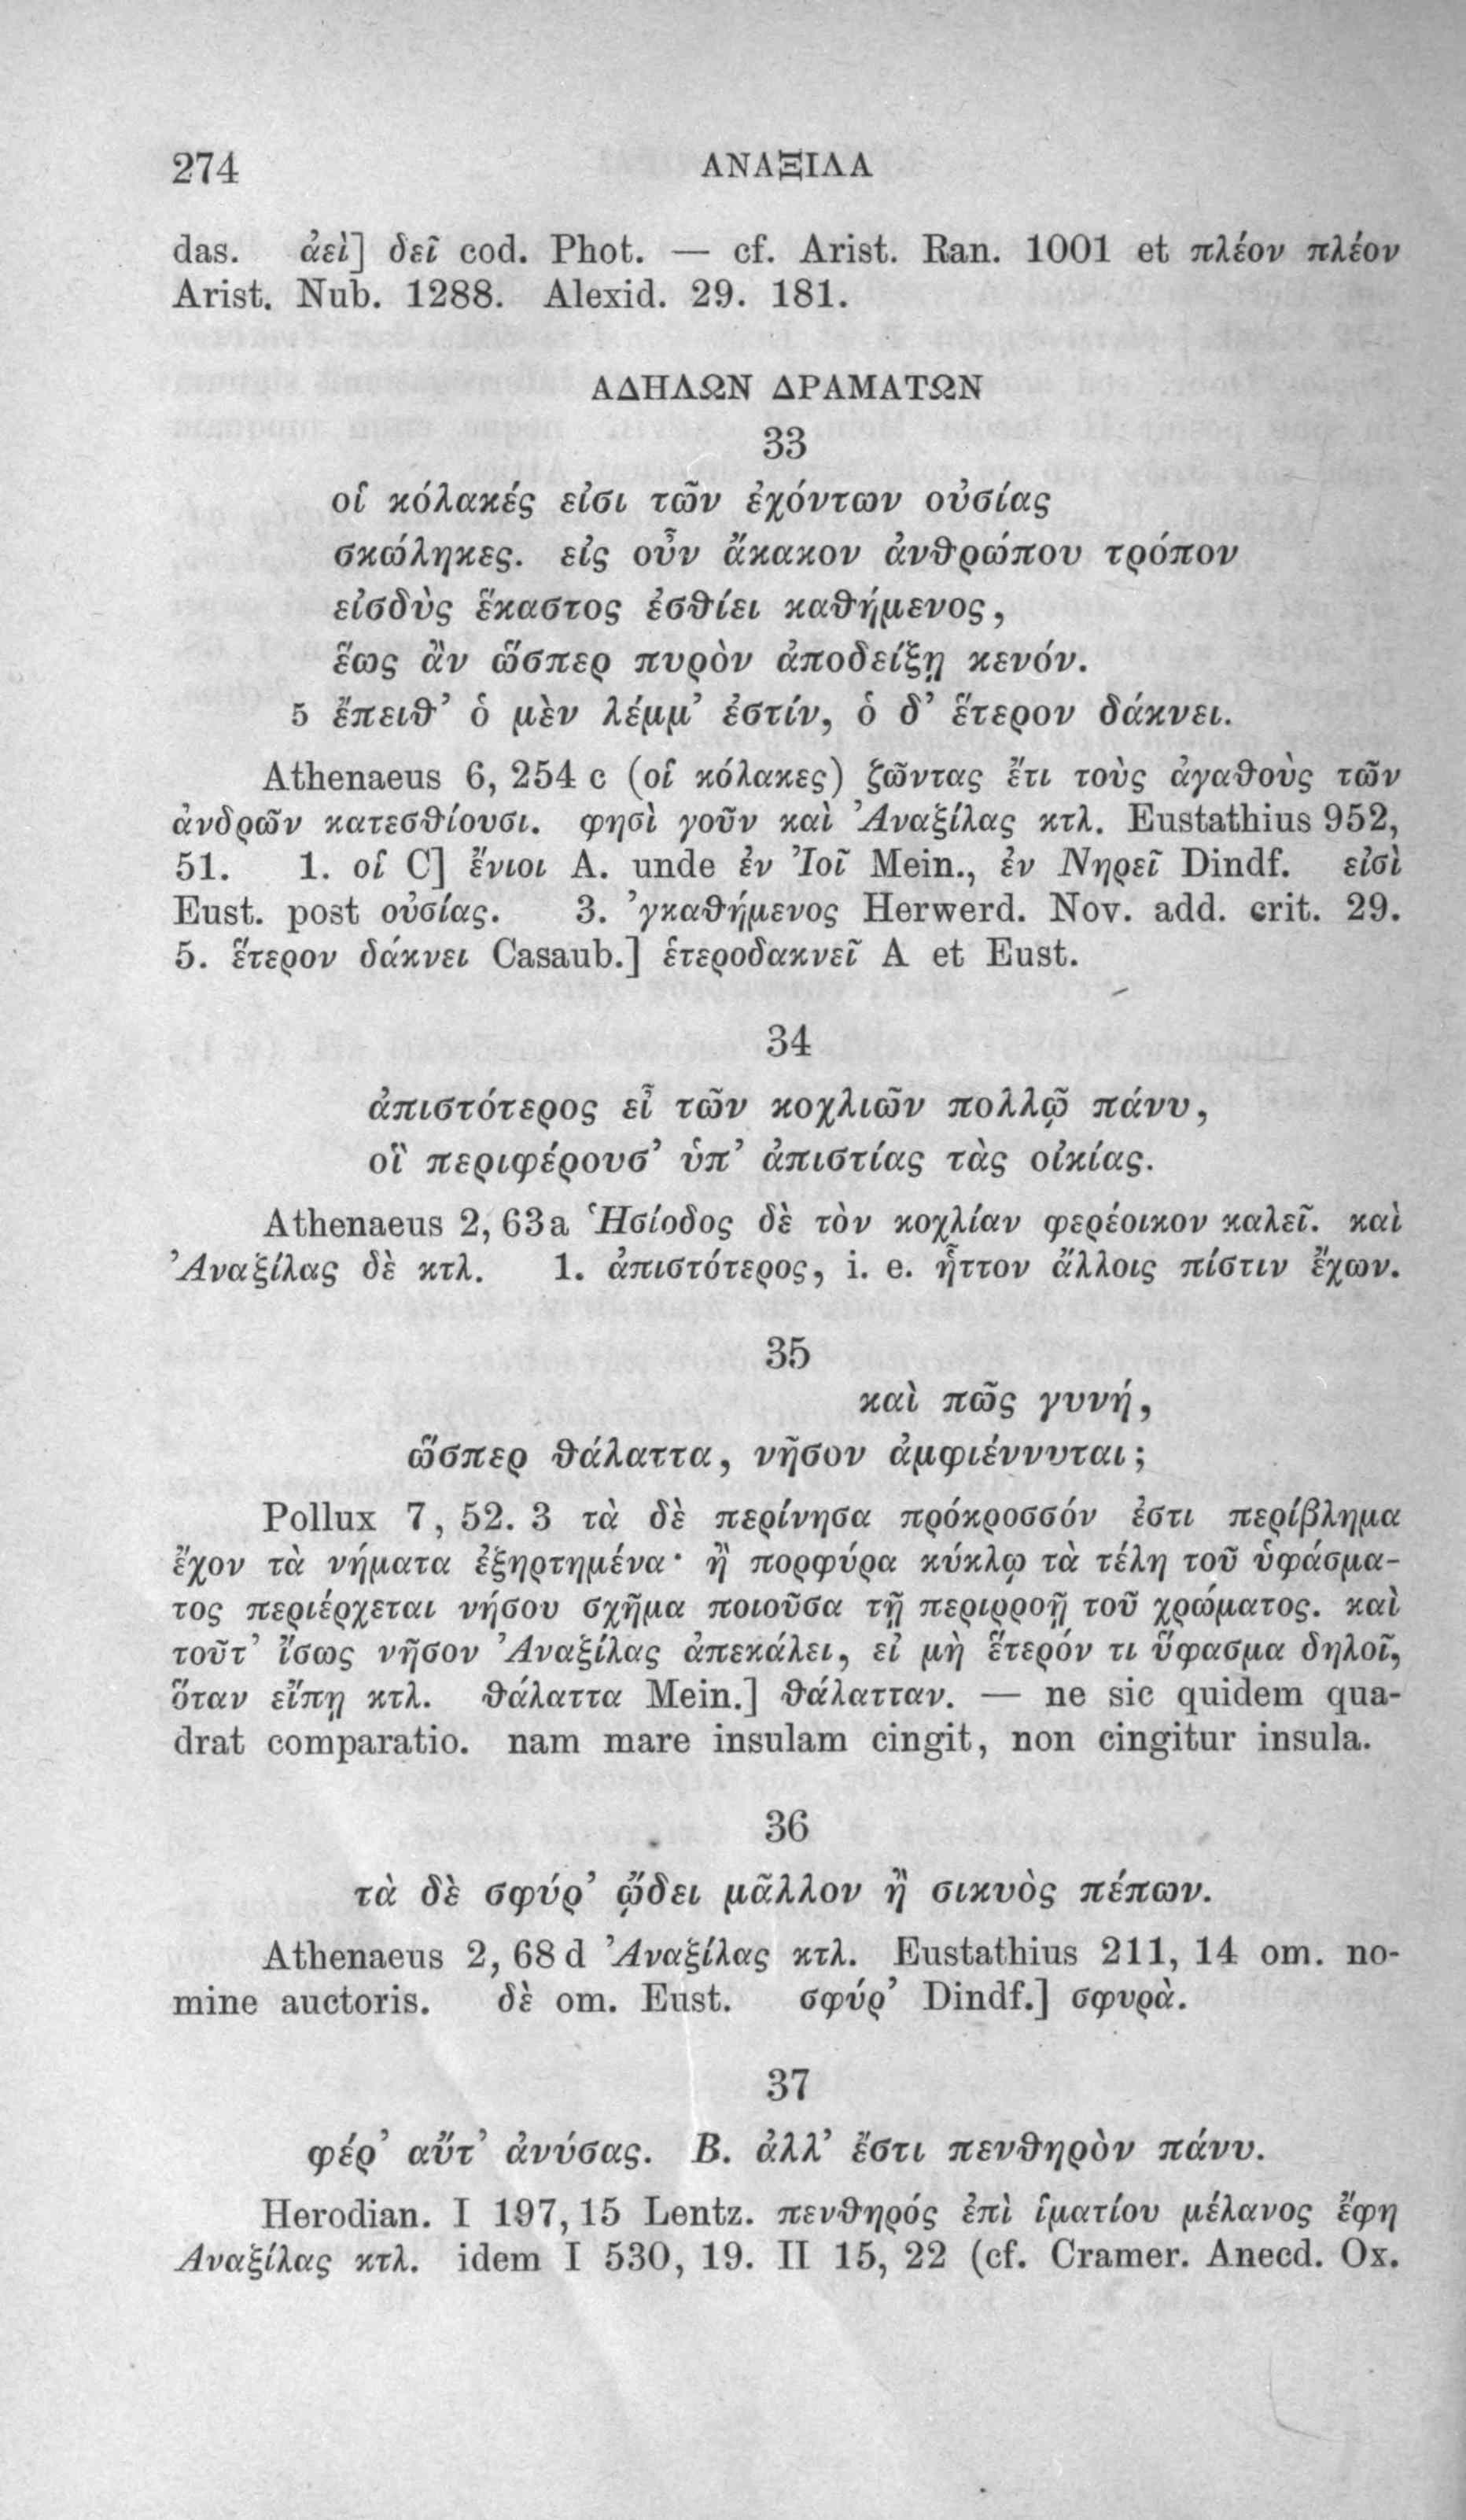 274 ΑΝΑΞΙΛΑ
das. ἀεὶ] δεῖ cod. Phot. — cf. Arist. Ran. 1001 et πλέον πλέον
Arist. Nub. 1288. Alexid. 29. 181.
ΑΔΗΛΩΝ ΔΡΑΜΑΤΩΝ
33
οἱ κόλακές εἰσι τῶν ἐχόντων οὐσίας
σκώληκες. εἰς οὖν ἄκακον ἀνθρώπου τρόπον
εἰσδὺς ἕκαστος ἐσθίει καθήμενος,
ἕως ἂν ὥσπερ πυρὸν ἀποδείξῃ κενόν.
5 ἔπειθ’ ὁ μὲν λέμμ’ ἐστίν, ὁ δ’ ἕτερον δάκνει.
Athenaeus 6, 254 c (οἱ κόλακες) ζῶντας ἔτι τοὺς ἀγαθοὺς τῶν
ἀνδρῶν κατεσθίουσι. φησὶ γοῦν καὶ Ἀναξίλας κτλ. Eustathius 952,
51. 1. οἱ C] ἔνιοι A. unde ἐν Ἰοῖ Mein., ἐν Νηρεῖ Dindf. εἰσὶ
Eust. post οὐσίας. 3. ’γκαθήμενος Herwerd. Nov. add. crit. 29.
5. ἕτερον δάκνει Casaub.] ἑτεροδακνεῖ A et Eust.
34
ἀπιστότερος εἶ τῶν κοχλιῶν πολλῷ πάνυ,
οἳ περιφέρουσ’ ὑπ’ ἀπιστίας τὰς οἰκίας.
Athenaeus 2, 63a Ἡσίοδος δὲ τὸν κοχλίαν φερέοικον καλεῖ. καὶ
Ἀναξίλας δὲ κτλ. 1. ἀπιστότερος, i. e. ἧττον ἄλλοις πίστιν ἔχων.
35
καὶ πῶς γυνή,
ὥσπερ θάλαττα, νῆσον ἀμφιέννυται;
Pollux 7, 52. 3 τὰ δὲ περίνησα πρόκροσσόν ἐστι περίβλημα
ἔχον τὰ νήματα ἐξηρτημένα· ἢ πορφύρα κύκλῳ τὰ τέλη τοῦ ὑφάσμα-
τος περιέρχεται νήσου σχῆμα ποιοῦσα τῇ περιρροῇ τοῦ χρώματος. καὶ
τοῦτ’ ἴσως νῆσον Ἀναξίλας ἀπεκάλει, εἰ μὴ ἕτερόν τι ὕφασμα δηλοῖ,
ὅταν εἴπῃ κτλ. θάλαττα Mein.] θάλατταν. — ne sic quidem qua-
drat comparatio. nam mare insulam cingit, non cingitur insula.
36
τὰ δὲ σφύρ’ ᾤδει μᾶλλον ἢ σικυὸς πέπων.
Athenaeus 2, 68 d Ἀναξίλας κτλ. Eustathius 211, 14 om. no-
mine auctoris. δὲ om. Eust. σφύρ’ Dindf.] σφυρὰ.
37
φέρ’ αὔτ’ ἀνύσας. Β. ἀλλ’ ἔστι πενθηρὸν πάνυ.
Herodian. I 197, 15 Lentz. πενθηρός ἐπὶ ἱματίου μέλανος ἔφη
Αναξίλας κτλ. idem I 530, 19. II 15, 22 (cf. Cramer. Anecd. Ox.